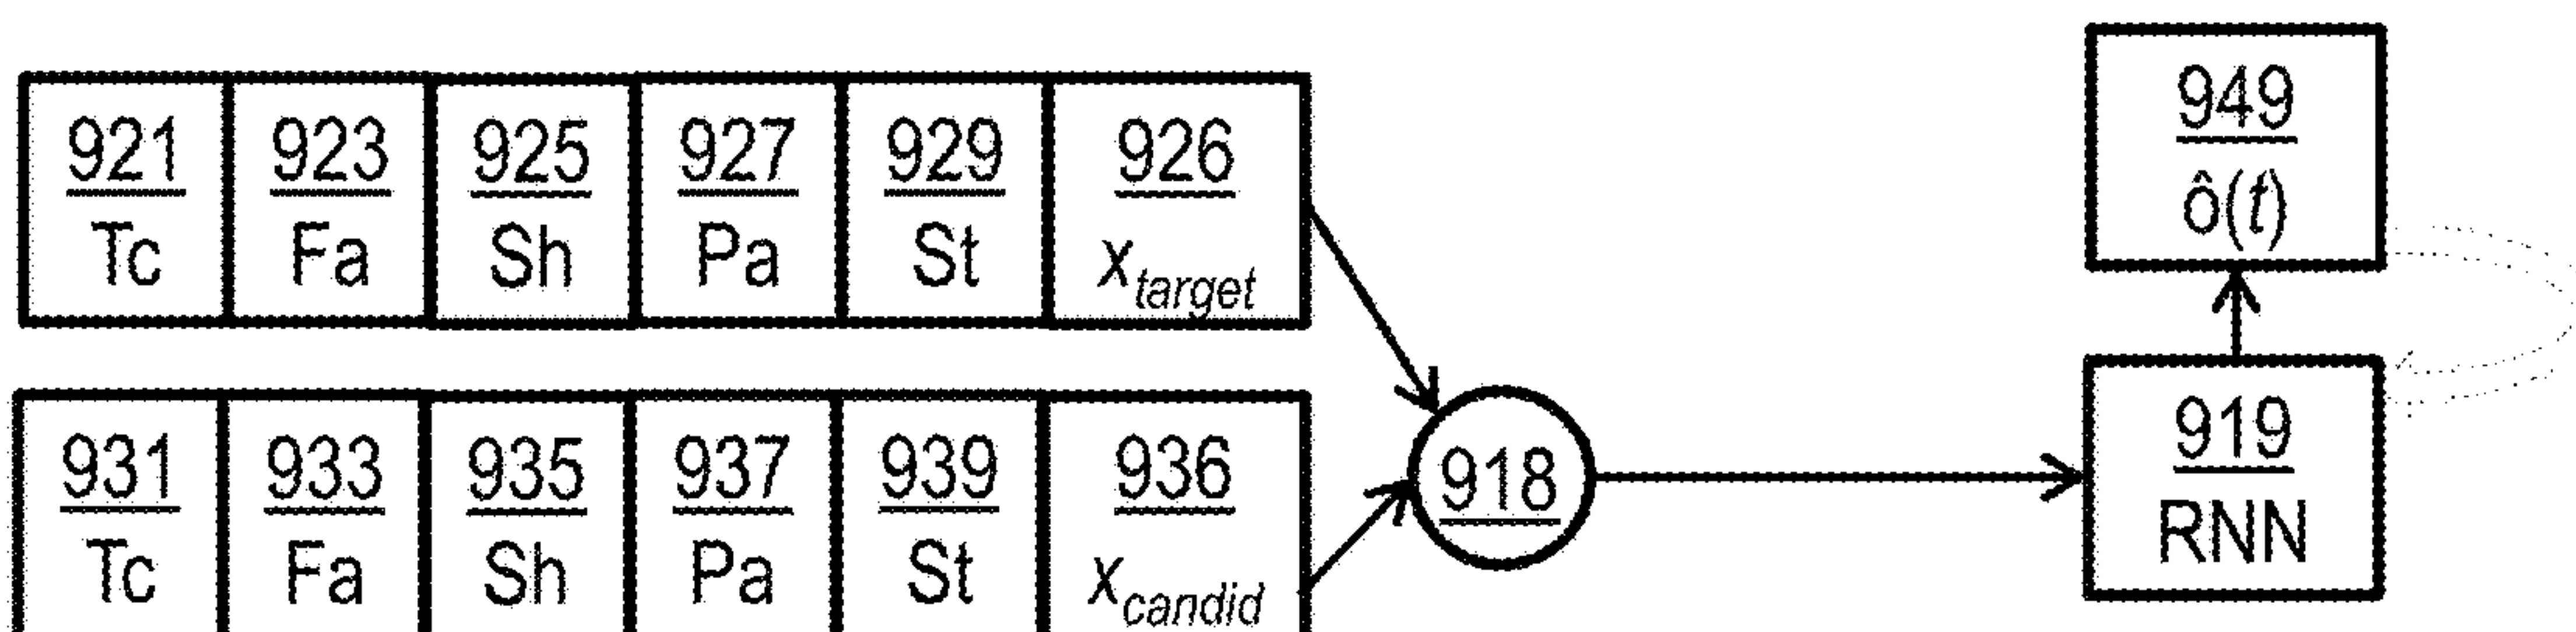 949
ô(t)
921 923 925 927 929 926
Tc Fa Sh Pa St x_target
919
RNN
931 933 935 937 939 936
Tc Fa Sh Pa St x_candid
918